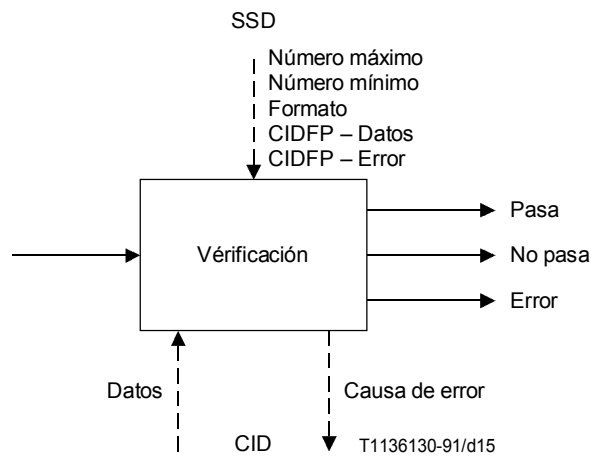 SSD
Número máximo
Número mínimo
Formato
CIDFP – Datos
CIDFP – Error
Vérificación
Pasa
No pasa
Error
Datos
Causa de error
CID
T1136130-91/d15